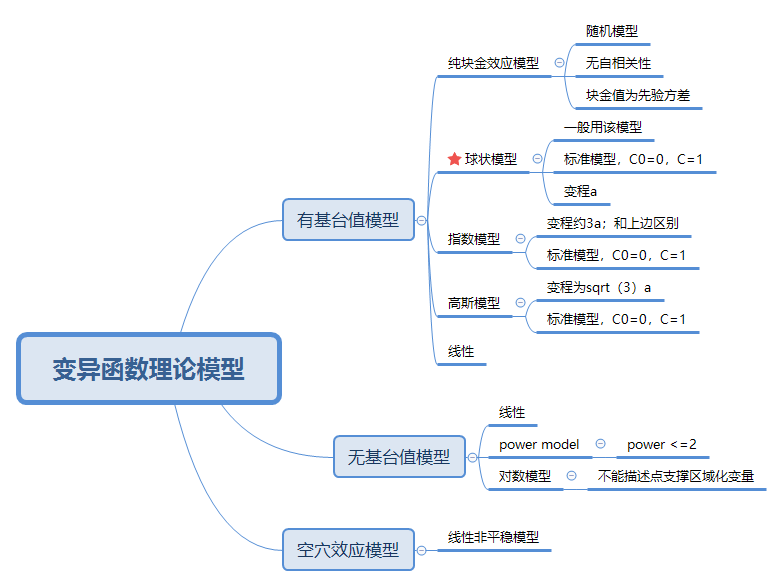 变异函数理论模型
有基台值模型
纯块金效应模型
随机模型
无自相关性
块金值为先验方差
球状模型
一般用该模型
标准模型，C0=0，C=1
变程a
指数模型
变程约3a；和上边区别
标准模型，C0=0，C=1
高斯模型
变程为sqrt（3）a
标准模型，C0=0，C=1
线性
无基台值模型
线性
power model
power <=2
对数模型
不能描述点支撑区域化变量
空穴效应模型
线性非平稳模型